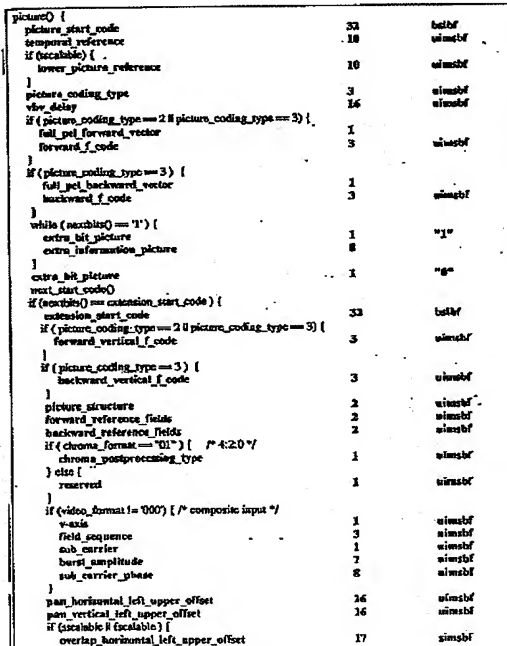 picture() {
picture_start_code 32 bslbf
temporal_reference 10 uimsbf
if (sscalable) {
lower_picture_reference 10 uimsbf
}
picture_coding_type 3 uimsbf
vbv_delay 16 uimsbf
if ( picture_coding_type == 2 || picture_coding_type == 3) {
full_pel_forward_vector 1
forward_f_code 3 uimsbf
}
if ( picture_coding_type == 3 ) {
full_pel_backward_vector 1
backward_f_code 3 uimsbf
}
while ( nextbits() == '1' ) {
extra_bit_picture 1 "1"
extra_information_picture 8
}
extra_bit_picture 1 "0"
next_start_code()
if (nextbits() == extension_start_code ) {
extension_start_code 32 bslbf
if ( picture_coding_type == 2 || picture_coding_type == 3) {
forward_vertical_f_code 3 uimsbf
}
if ( picture_coding_type == 3 ) {
backward_vertical_f_code 3 uimsbf
}
picture_structure 2 uimsbf
forward_reference_fields 2 uimsbf
backward_reference_fields 2 uimsbf
if ( chroma_format == "01" ) { /* 4:2:0 */
chroma_postprocessing_type 1 uimsbf
} else {
reserved 1 uimsbf
}
if (video_format != '000') { /* composite input */
v-axis 1 uimsbf
field_sequence 3 uimsbf
sub_carrier 1 uimsbf
burst_amplitude 7 uimsbf
sub_carrier_phase 8 uimsbf
}
pan_horizontal_left_upper_offset 16 uimsbf
pan_vertical_left_upper_offset 16 uimsbf
if (sscalable || fscalable ) {
overlap_horizontal_left_upper_offset 17 simsbf